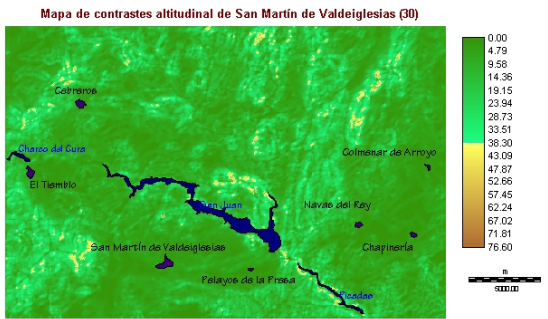 Mapa de contrastes altitudinal de San Martín de Valdeiglesias (30)
0.00
4.79
9.58
14.36
19.15
23.94
28.73
33.51
38.30
43.09
47.87
52.66
57.45
62.24
67.02
71.81
76.60
Cebreros
Charco del Cura
Colmenar de Arroyo
El Tiemblo
San Juan
Navas del Rey
San Martín de Valdeiglesias
Chapinería
Pelayos de la Presa
Picadas
m
5000.00